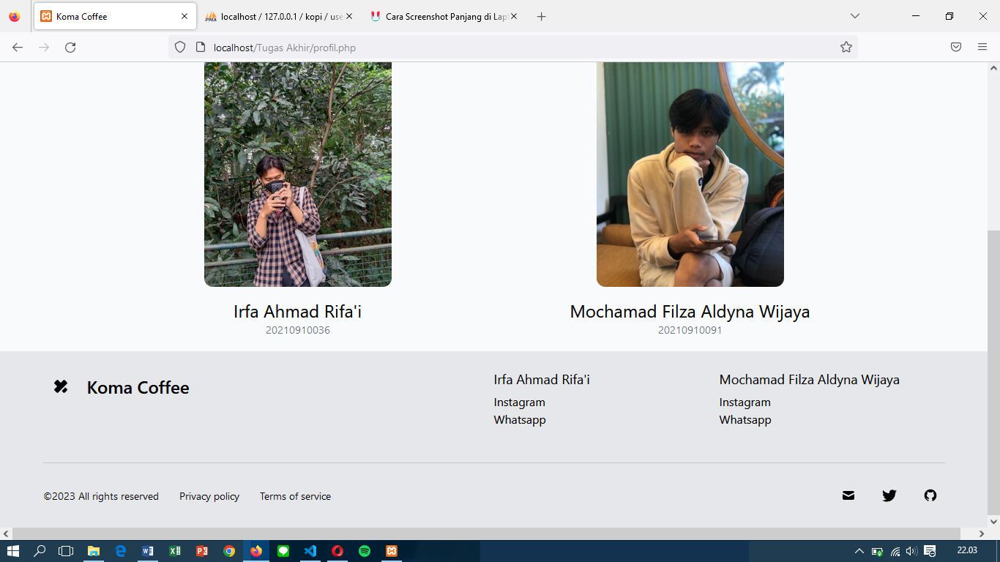 Koma Coffee
localhost / 127.0.0.1 / kopi / use
Cara Screenshot Panjang di Lap
localhost/Tugas Akhir/profil.php
Irfa Ahmad Rifa'i
20210910036
Mochamad Filza Aldyna Wijaya
20210910091
Koma Coffee
Irfa Ahmad Rifa'i
Instagram
Whatsapp
Mochamad Filza Aldyna Wijaya
Instagram
Whatsapp
©2023 All rights reserved
Privacy policy
Terms of service
22.03